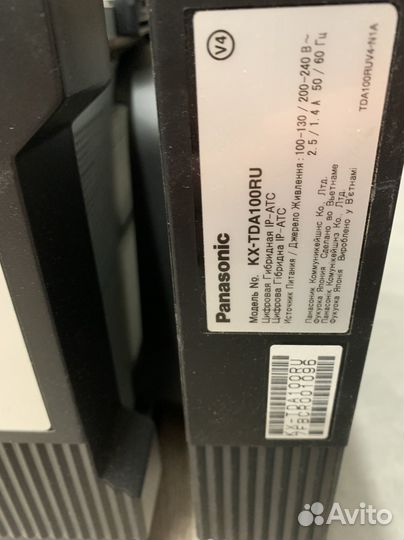 V4
Panasonic
Модель No. KX-TDA100RU
Цифровая Гибридная IP-АТС
Цифрова Гібридна IP-АТС
Источник Питания / Джерело Живлення : 100-130 / 200-240 В ~
2.5 / 1.4 A 50 / 60 Гц
Панасоник Коммуникейшнс Ко., Лтд.
Фукуока Япония Сделано во Вьетнаме
Панасонік Комунікейшнз Ко., Лтд.
Фукуока Японія Вироблено у В'єтнамі
TDA100RUV4-N1A
KX-TDA100RU
7FBCR001096
Avito